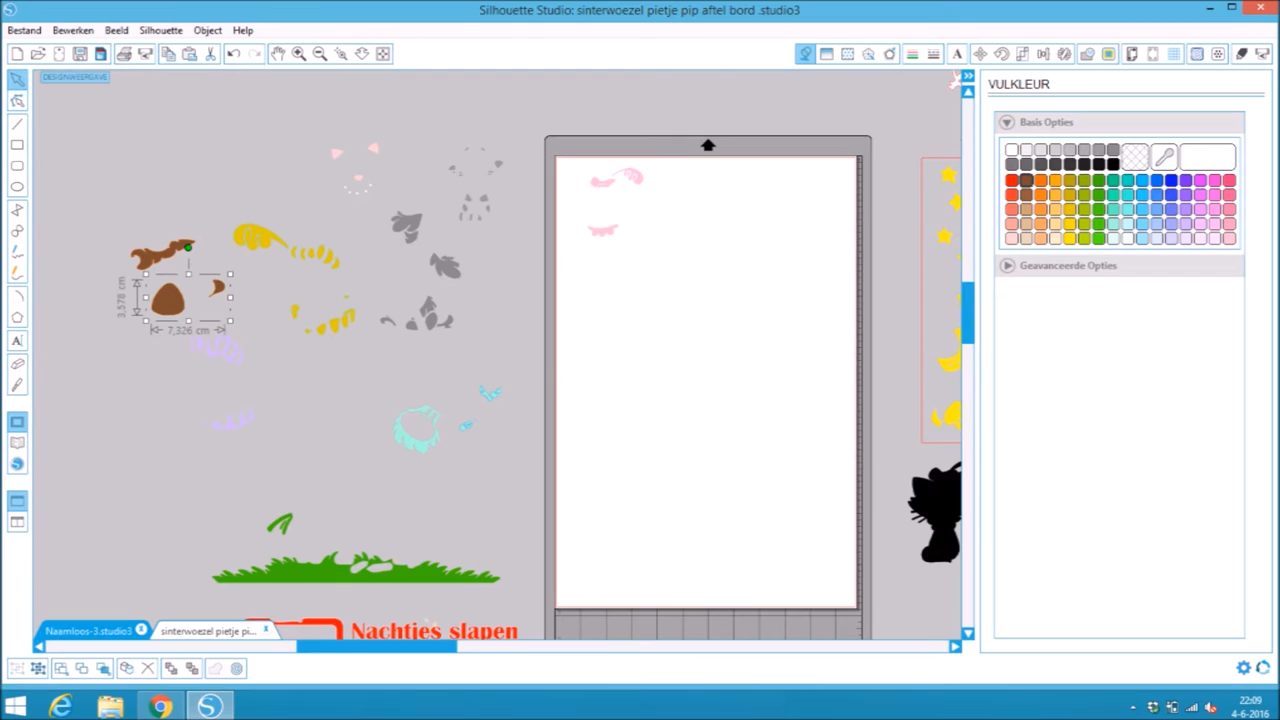 Silhouette Studio: sinterwoezel pietje pip aftel bord .studio3
Bestand Bewerken Beeld Silhouette Object Help
DESIGNWEERGAVE
VULKLEUR
Basis Opties
Geavanceerde Opties
3,578 cm
7,326 cm
Nachtjes slapen
Naamloos-3.studio3
sinterwoezel pietje pi...
22:09
4-6-2016